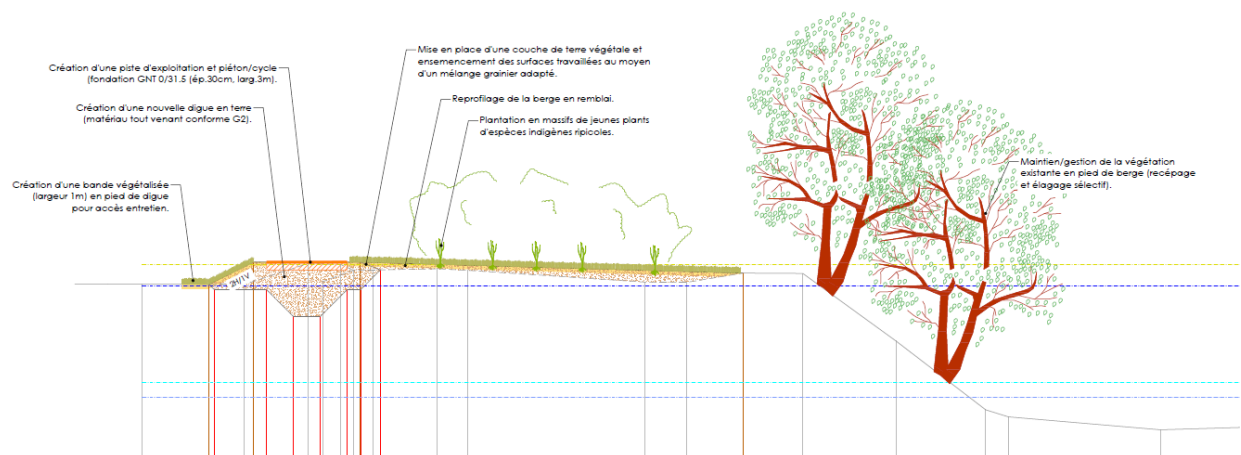 Création d'une piste d'exploitation et piéton/cycle
(fondation GNT 0/31.5 (ép.30cm, larg.3m).
Création d'une nouvelle digue en terre
(matériau tout venant conforme G2).
Création d'une bande végétalisée
(largeur 1m) en pied de digue
pour accès entretien.
2H/1V
Mise en place d'une couche de terre végétale et
ensemencement des surfaces travaillées au moyen
d'un mélange grainier adapté.
Reprofilage de la berge en remblai.
Plantation en massifs de jeunes plants
d'espèces indigènes ripicoles.
Maintien/gestion de la végétation
existante en pied de berge (recépage
et élagage sélectif).